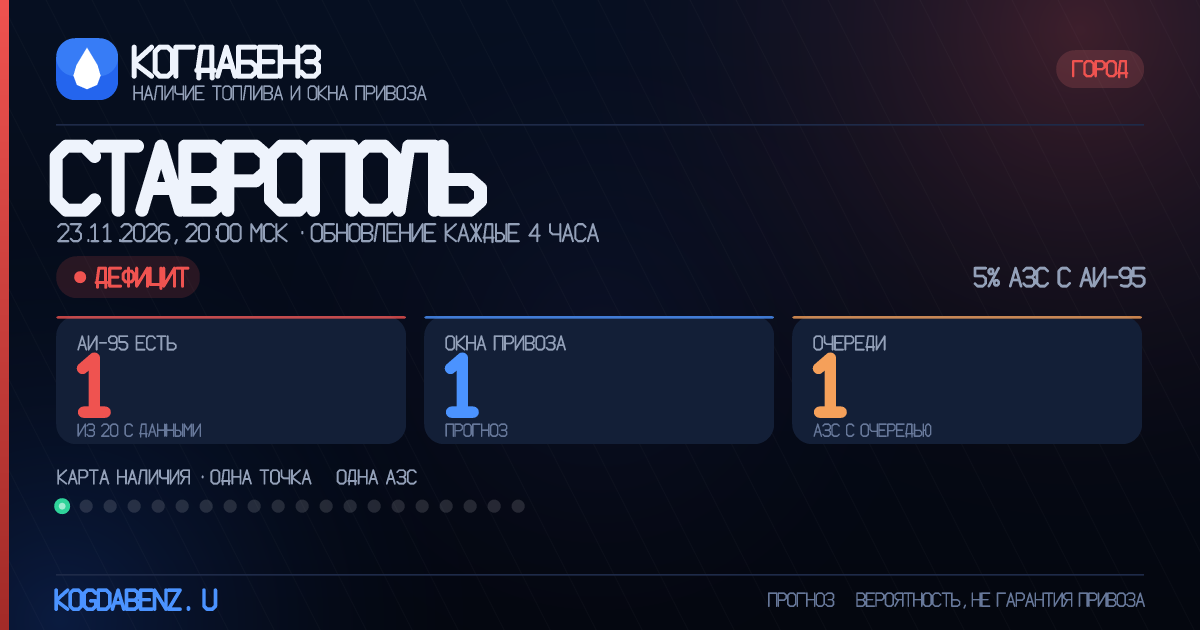 КОГДАБЕНЗ
НАЛИЧИЕ ТОПЛИВА И ОКНА ПРИВОЗА
ГОРОД
СТАВРОПОЛЬ
23.11.2026, 20:00 МСК · ОБНОВЛЕНИЕ КАЖДЫЕ 4 ЧАСА
ДЕФИЦИТ
5% АЗС С АИ-95
АИ-95 ЕСТЬ
1
ИЗ 20 С ДАННЫМИ
ОКНА ПРИВОЗА
1
ПРОГНОЗ
ОЧЕРЕДИ
1
АЗС С ОЧЕРЕДЬЮ
КАРТА НАЛИЧИЯ · ОДНА ТОЧКА ОДНА АЗС
KOGDABENZ. U
ПРОГНОЗ ВЕРОЯТНОСТЬ, НЕ ГАРАНТИЯ ПРИВОЗА